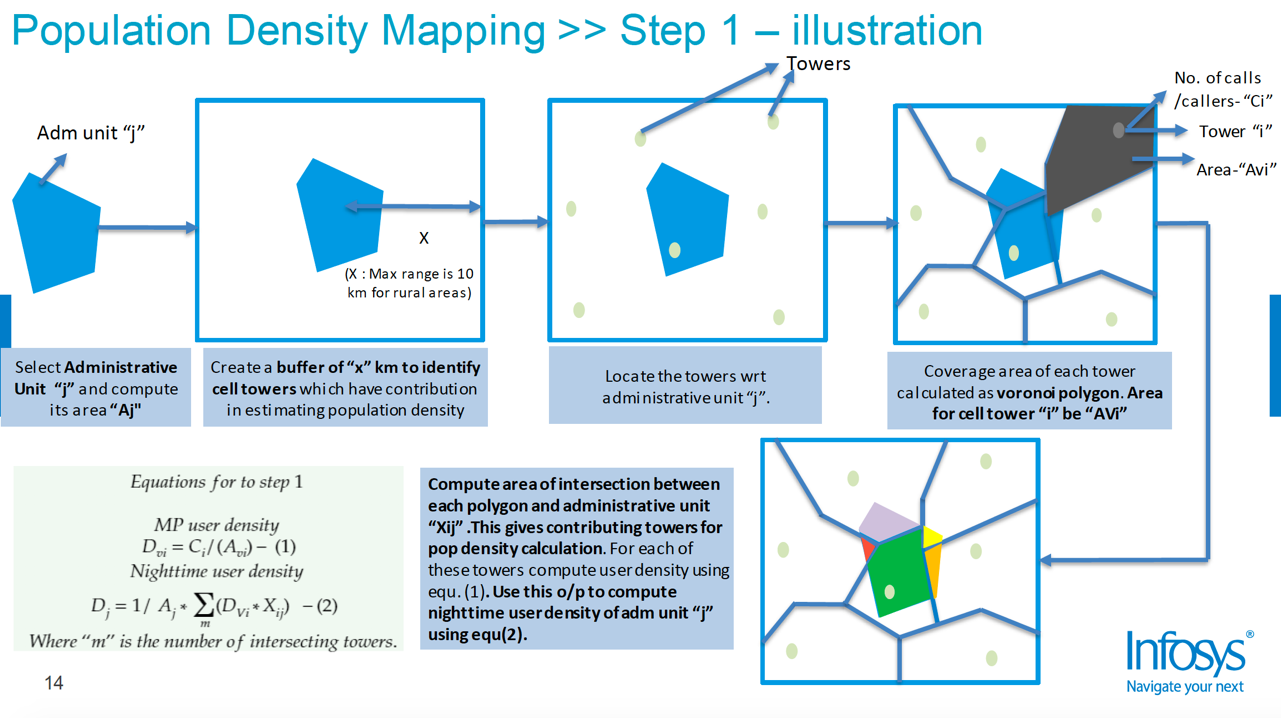 Population Density Mapping >> Step 1 – illustration
Towers
No. of calls
/callers- “Ci”
Tower “i”
Area-“Avi”
Adm unit “j”
X
(X : Max range is 10
km for rural areas)
Select Administrative
Unit “j” and compute
its area “Aj"
Create a buffer of “x” km to identify
cell towers which have contribution
in estimating population density
Locate the towers wrt
administrative unit “j”.
Coverage area of each tower
calculated as voronoi polygon. Area
for cell tower “i” be “AVi”
Equations for to step 1
MP user density
D_vi = C_i/(A_vi) – (1)
Nighttime user density
D_j = 1/ A_j * ∑_m (D_Vi * X_ij) – (2)
Where “m” is the number of intersecting towers.
Compute area of intersection between
each polygon and administrative unit
“Xij” .This gives contributing towers for
pop density calculation. For each of
these towers compute user density using
equ. (1). Use this o/p to compute
nighttime user density of adm unit “j”
using equ(2).
Infosys®
Navigate your next
14